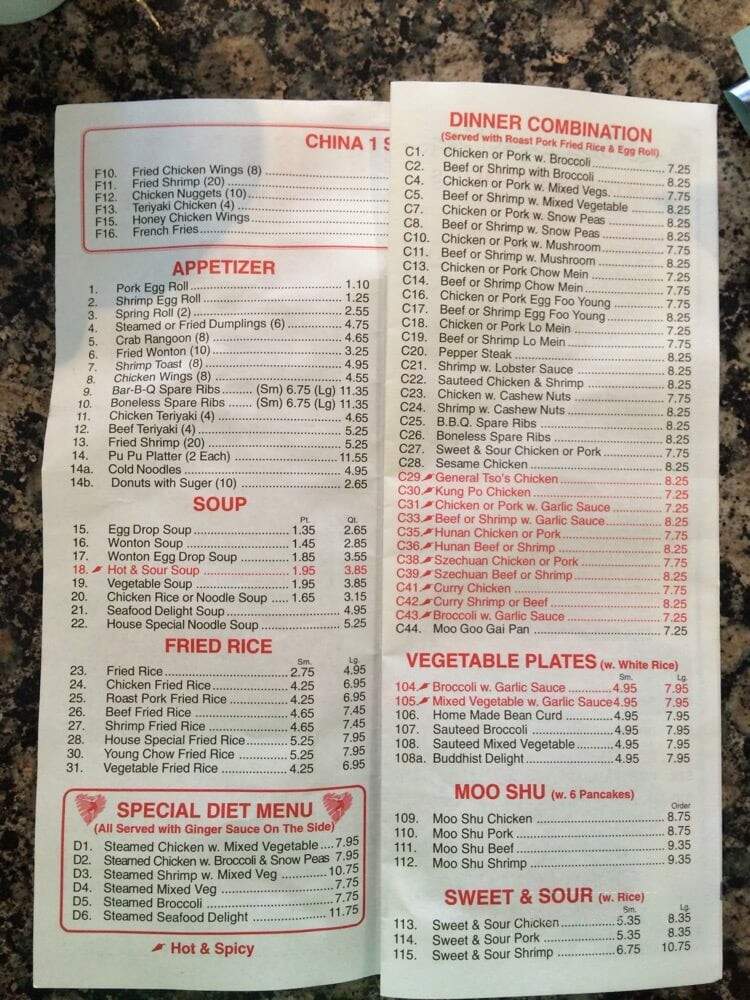 CHINA 1 S
F10. Fried Chicken Wings (8)
F11. Fried Shrimp (20)
F12. Chicken Nuggets (10)
F13. Teriyaki Chicken (4)
F15. Honey Chicken Wings
F16. French Fries
APPETIZER
1. Pork Egg Roll 1.10
2. Shrimp Egg Roll 1.25
3. Spring Roll (2) 2.55
4. Steamed or Fried Dumplings (6) 4.75
5. Crab Rangoon (8) 4.65
6. Fried Wonton (10) 3.25
7. Shrimp Toast (8) 4.95
8. Chicken Wings (8) 4.55
9. Bar-B-Q Spare Ribs (Sm) 6.75 (Lg) 11.35
10. Boneless Spare Ribs (Sm) 6.75 (Lg) 11.35
11. Chicken Teriyaki (4) 4.65
12. Beef Teriyaki (4) 5.25
13. Fried Shrimp (20) 5.25
14. Pu Pu Platter (2 Each) 11.55
14a. Cold Noodles 4.95
14b. Donuts with Suger (10) 2.65
SOUP
Pt. Qt.
15. Egg Drop Soup 1.35 2.65
16. Wonton Soup 1.45 2.85
17. Wonton Egg Drop Soup 1.85 3.55
18. Hot & Sour Soup 1.95 3.85
19. Vegetable Soup 1.95 3.85
20. Chicken Rice or Noodle Soup 1.65 3.15
21. Seafood Delight Soup 4.95
22. House Special Noodle Soup 5.25
FRIED RICE
Sm. Lg.
23. Fried Rice 2.75 4.95
24. Chicken Fried Rice 4.25 6.95
25. Roast Pork Fried Rice 4.25 6.95
26. Beef Fried Rice 4.65 7.45
27. Shrimp Fried Rice 4.65 7.45
28. House Special Fried Rice 5.25 7.95
30. Young Chow Fried Rice 5.25 7.95
31. Vegetable Fried Rice 4.25 6.95
SPECIAL DIET MENU
(All Served with Ginger Sauce On The Side)
D1. Steamed Chicken w. Mixed Vegetable 7.95
D2. Steamed Chicken w. Broccoli & Snow Peas 7.95
D3. Steamed Shrimp w. Mixed Veg 10.75
D4. Steamed Mixed Veg 7.75
D5. Steamed Broccoli 7.75
D6. Steamed Seafood Delight 11.75
Hot & Spicy
DINNER COMBINATION
(Served with Roast Pork Fried Rice & Egg Roll)
C1. Chicken or Pork w. Broccoli 7.25
C2. Beef or Shrimp with Broccoli 8.25
C4. Chicken or Pork w. Mixed Vegs. 7.75
C5. Beef or Shrimp w. Mixed Vegetable 8.25
C7. Chicken or Pork w. Snow Peas 8.25
C8. Beef or Shrimp w. Snow Peas 8.25
C10. Chicken or Pork w. Mushroom 7.75
C11. Beef or Shrimp w. Mushroom 8.25
C13. Chicken or Pork Chow Mein 7.25
C14. Beef or Shrimp Chow Mein 7.75
C16. Chicken or Pork Egg Foo Young 7.75
C17. Beef or Shrimp Egg Foo Young 8.25
C18. Chicken or Pork Lo Mein 7.25
C19. Beef or Shrimp Lo Mein 7.75
C20. Pepper Steak 8.25
C21. Shrimp w. Lobster Sauce 8.25
C22. Sauteed Chicken & Shrimp 8.25
C23. Chicken w. Cashew Nuts 7.75
C24. Shrimp w. Cashew Nuts 8.25
C25. B.B.Q. Spare Ribs 8.25
C26. Boneless Spare Ribs 8.25
C27. Sweet & Sour Chicken or Pork 7.75
C28. Sesame Chicken 8.25
C29. General Tso's Chicken 8.25
C30. Kung Po Chicken 7.25
C31. Chicken or Pork w. Garlic Sauce 7.25
C33. Beef or Shrimp w. Garlic Sauce 8.25
C35. Hunan Chicken or Pork 7.75
C36. Hunan Beef or Shrimp 8.25
C38. Szechuan Chicken or Pork 7.75
C39. Szechuan Beef or Shrimp 8.25
C41. Curry Chicken 7.75
C42. Curry Shrimp or Beef 8.25
C43. Broccoli w. Garlic Sauce 7.25
C44. Moo Goo Gai Pan 7.25
VEGETABLE PLATES (w. White Rice)
Sm. Lg.
104. Broccoli w. Garlic Sauce 4.95 7.95
105. Mixed Vegetable w. Garlic Sauce 4.95 7.95
106. Home Made Bean Curd 4.95 7.95
107. Sauteed Broccoli 4.95 7.95
108. Sauteed Mixed Vegetable 4.95 7.95
108a. Buddhist Delight 4.95 7.95
MOO SHU (w. 6 Pancakes)
Order
109. Moo Shu Chicken 8.75
110. Moo Shu Pork 8.75
111. Moo Shu Beef 9.35
112. Moo Shu Shrimp 9.35
SWEET & SOUR (w. Rice)
Sm. Lg.
113. Sweet & Sour Chicken 5.35 8.35
114. Sweet & Sour Pork 5.35 8.35
115. Sweet & Sour Shrimp 6.75 10.75